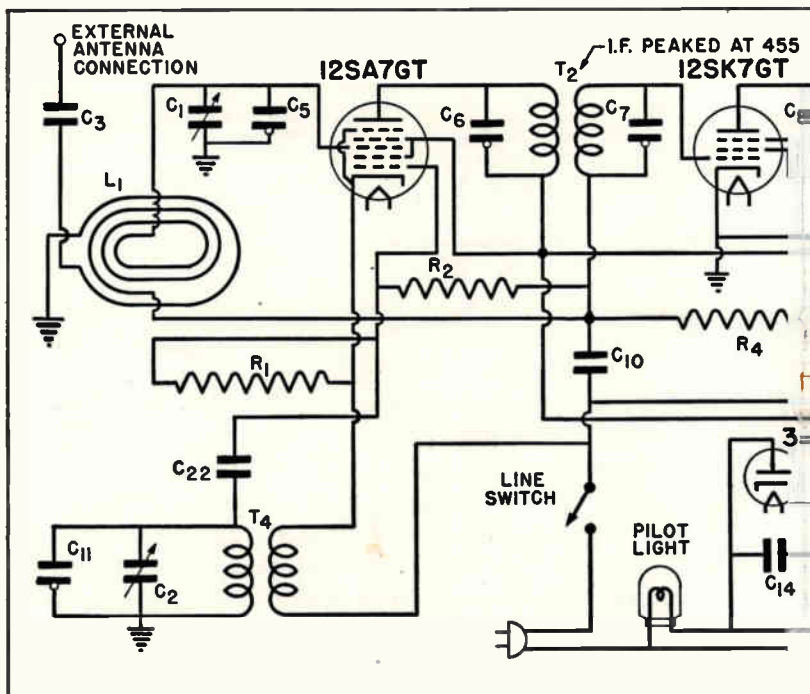 EXTERNAL
ANTENNA
CONNECTION
I.F. PEAKED AT 455
12SA7GT
T2
12SK7GT
C3
C1
C5
C6
C7
C
L1
R2
R1
R4
C10
C22
3
LINE
SWITCH
T4
PILOT
LIGHT
C11
C2
C14